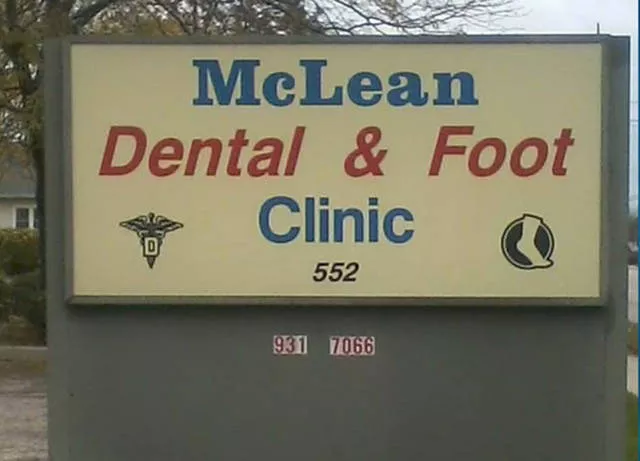 McLean
Dental & Foot
Clinic
D
552
931 7066